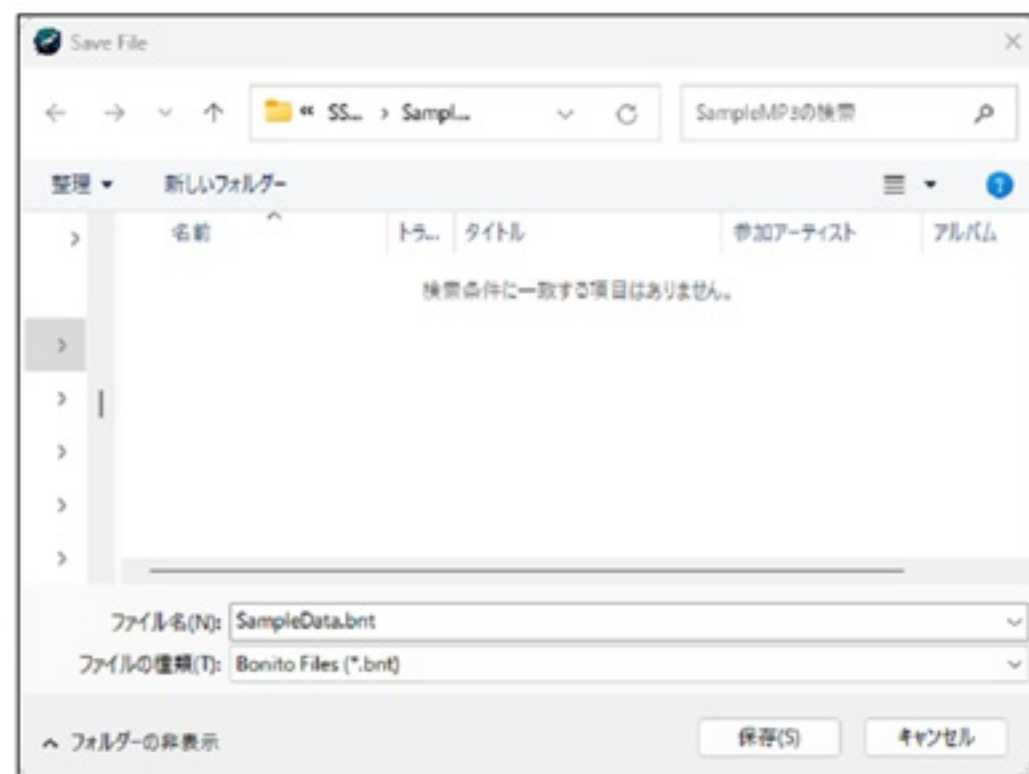 Save File
« SS... › Sampl...
SampleMP3の検索
整理
新しいフォルダー
名前 トラ... タイトル 参加アーティスト アルバム
検索条件に一致する項目はありません。
ファイル名(N): SampleData.bnt
ファイルの種類(T): Bonito Files (*.bnt)
フォルダーの非表示
保存(S) キャンセル